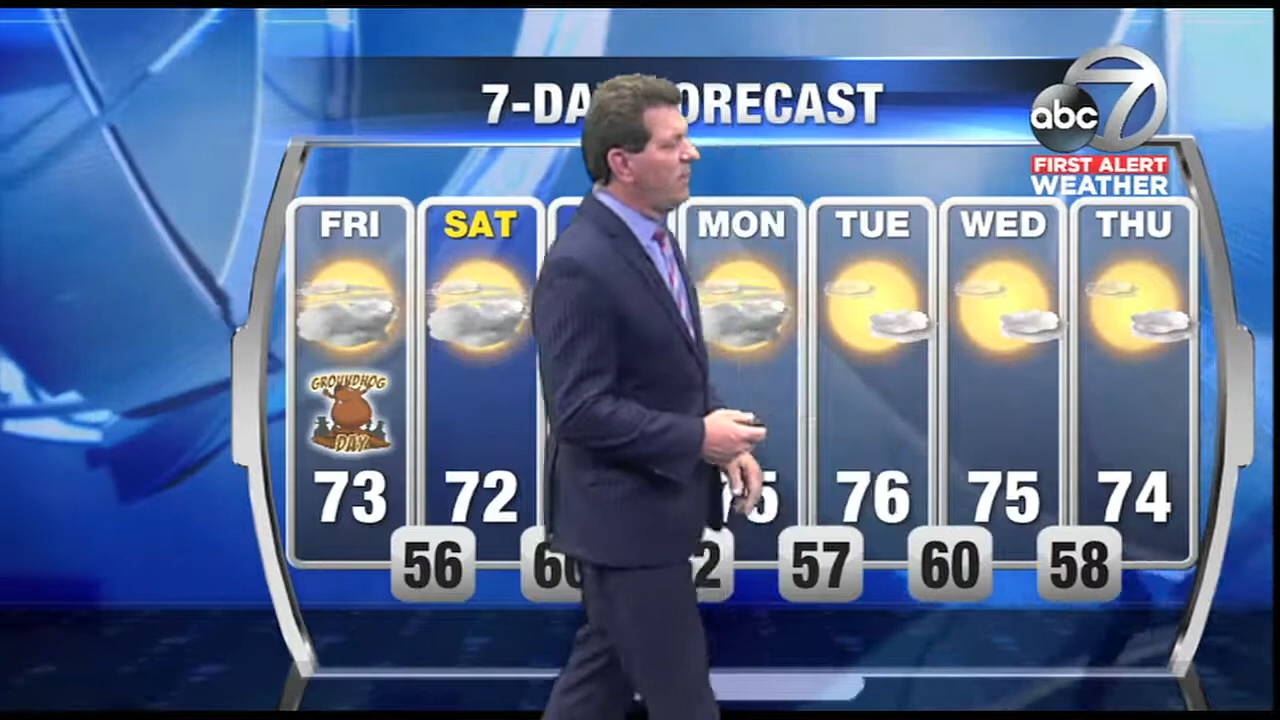 7-DA ORECAST
abc 7
FIRST ALERT
WEATHER
FRI SAT MON TUE WED THU
GROUNDHOG
DAY
73 72 76 75 74
56 57 60 58